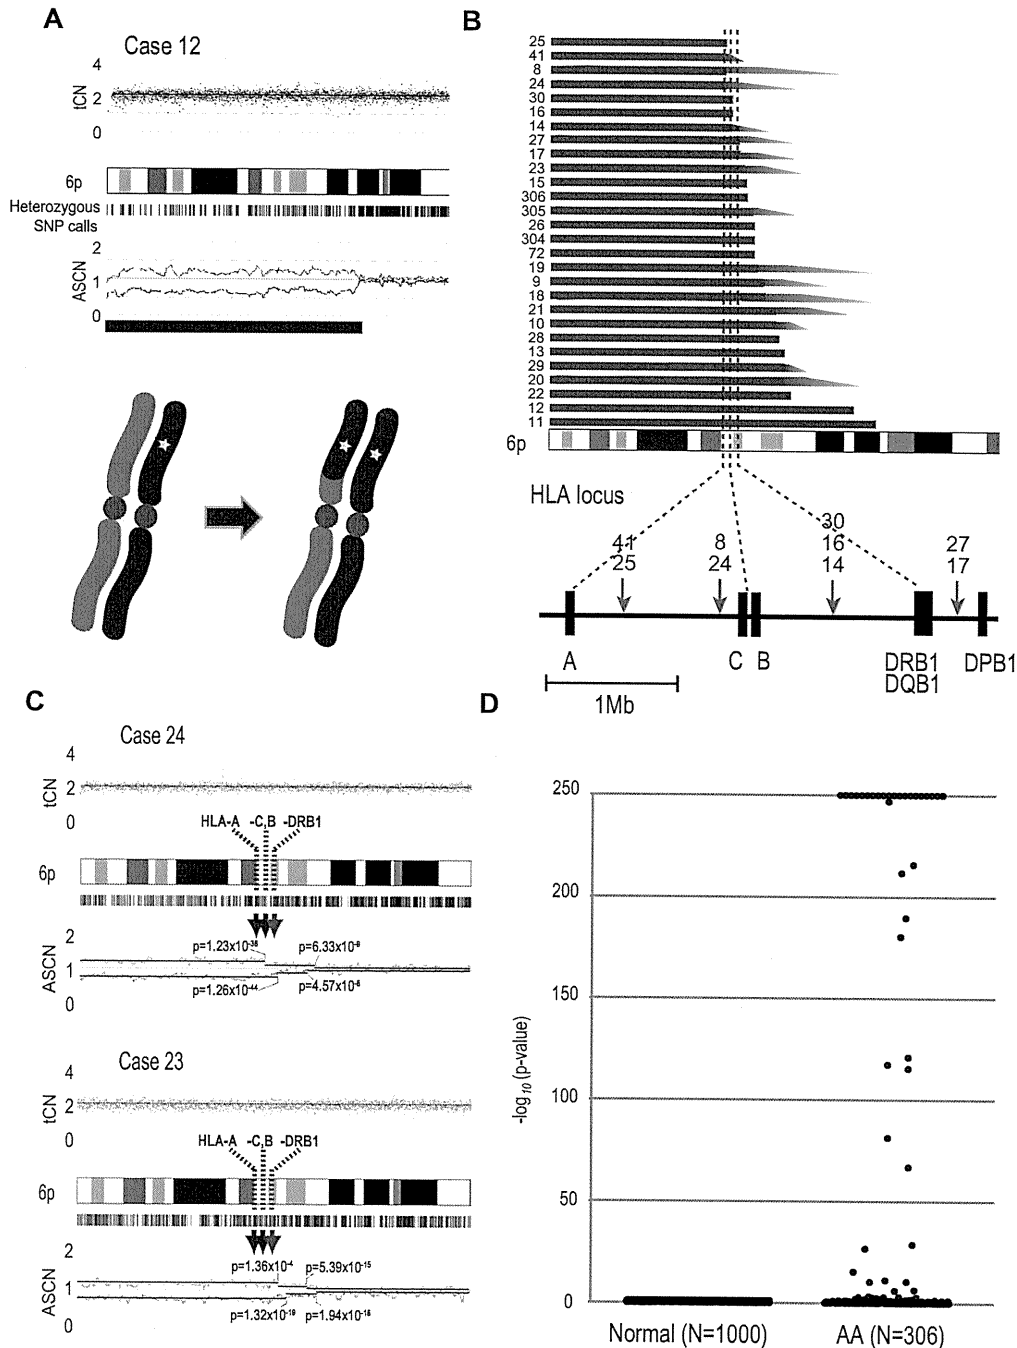 A
Case 12
4
tCN
2
0
6p
Heterozygous
SNP calls
2
ASCN
1
0
B
25
41
8
24
30
16
14
27
17
23
15
306
305
26
304
72
19
9
18
21
10
28
13
29
20
22
12
11
6p
HLA locus
41
25
8
24
30
16
14
27
17
A
C
B
DRB1
DQB1
DPB1
1Mb
C
Case 24
4
tCN
2
0
HLA-A -C,B -DRB1
6p
2
ASCN
1
0
p=1.23x10-38
p=6.33x10-9
p=1.26x10-44
p=4.57x10-6
Case 23
4
tCN
2
0
HLA-A -C,B -DRB1
6p
2
ASCN
1
0
p=1.36x10-4
p=5.39x10-15
p=1.32x10-19
p=1.94x10-18
D
250
200
150
100
50
0
-log10 (p-value)
Normal (N=1000)
AA (N=306)